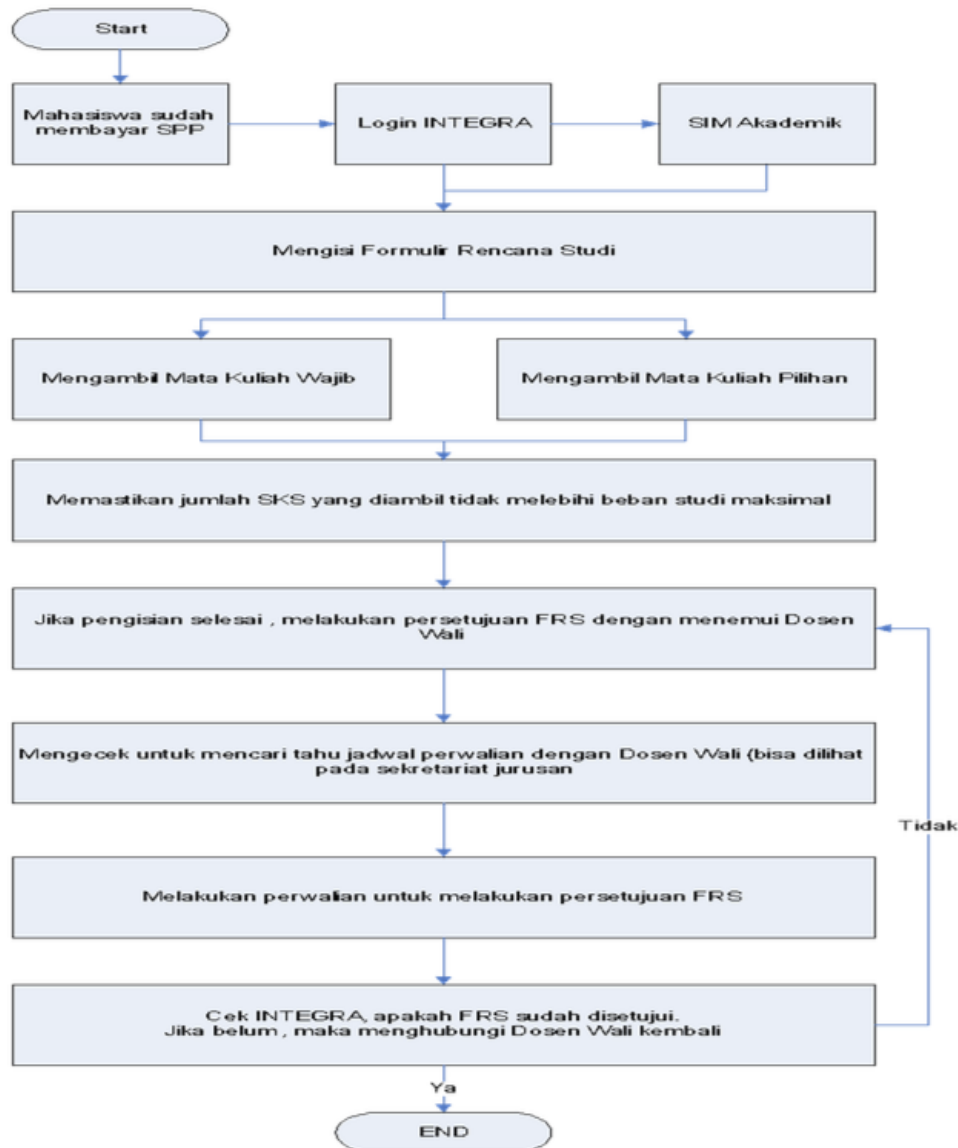 Start
Mahasiswa sudah
membayar SPP
Login INTEGRA
SIM Akademik
Mengisi Formulir Rencana Studi
Mengambil Mata Kuliah Wajib
Mengambil Mata Kuliah Pilihan
Memastikan jumlah SKS yang diambil tidak melebihi beban studi maksimal
Jika pengisian selesai , melakukan persetujuan FRS dengan menemui Dosen
Wali
Mengecek untuk mencari tahu jadwal perwalian dengan Dosen Wali (bisa dilihat
pada sekretariat jurusan
Tidak
Melakukan perwalian untuk melakukan persetujuan FRS
Cek INTEGRA, apakah FRS sudah disetujui.
Jika belum , maka menghubungi Dosen Wali kembali
Ya
END